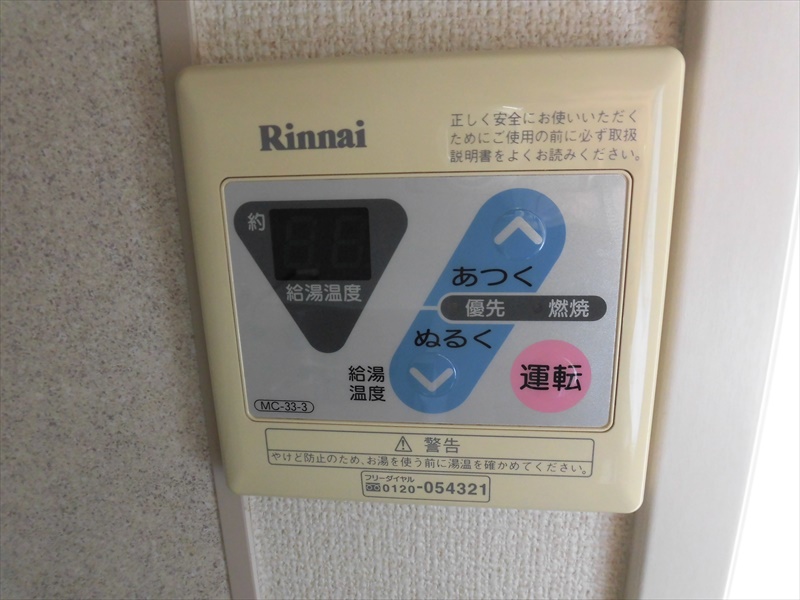 Rinnai
正しく安全にお使いいただく
ためにご使用の前に必ず取扱
説明書をよくお読みください。
約
給湯温度
あつく
優先 燃焼
ぬるく
給湯
温度
運転
MC-33-3
⚠ 警告
やけど防止のため、お湯を使う前に湯温を確かめてください。
フリーダイヤル
0120-054321